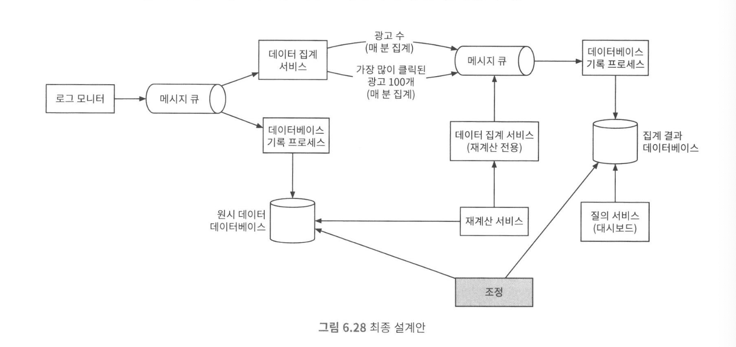 광고 수
(매 분 집계)
데이터 집계
서비스
메시지 큐
데이터베이스
기록 프로세스
가장 많이 클릭된
광고 100개
(매 분 집계)
로그 모니터
메시지 큐
데이터베이스
기록 프로세스
데이터 집계 서비스
(재계산 전용)
집계 결과
데이터베이스
원시 데이터
데이터베이스
재계산 서비스
질의 서비스
(대시보드)
조정
그림 6.28 최종 설계안